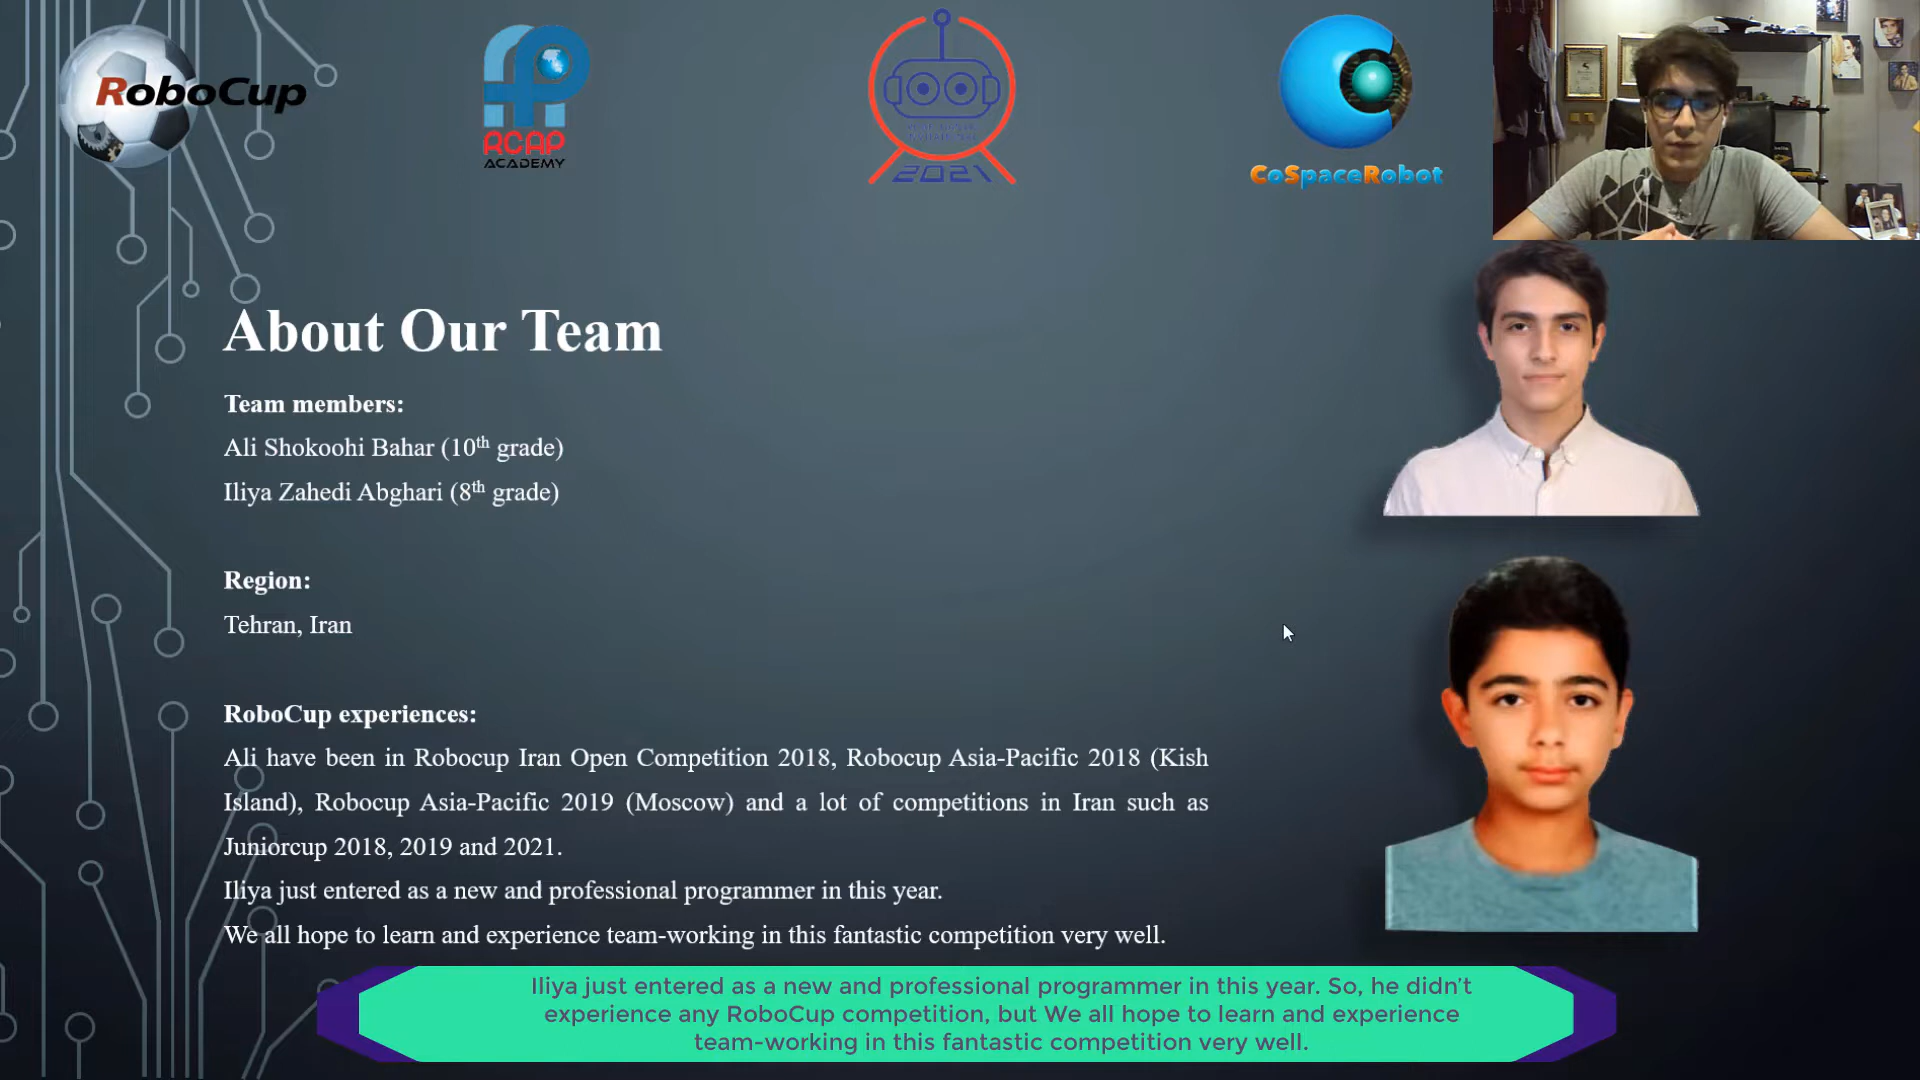 RoboCup
RCAP
ACADEMY
2021
CoSpaceRobot
About Our Team
Team members:
Ali Shokoohi Bahar (10th grade)
Iliya Zahedi Abghari (8th grade)
Region:
Tehran, Iran
RoboCup experiences:
Ali have been in Robocup Iran Open Competition 2018, Robocup Asia-Pacific 2018 (Kish
Island), Robocup Asia-Pacific 2019 (Moscow) and a lot of competitions in Iran such as
Juniorcup 2018, 2019 and 2021.
Iliya just entered as a new and professional programmer in this year.
We all hope to learn and experience team-working in this fantastic competition very well.
Iliya just entered as a new and professional programmer in this year. So, he didn't
experience any RoboCup competition, but We all hope to learn and experience
team-working in this fantastic competition very well.